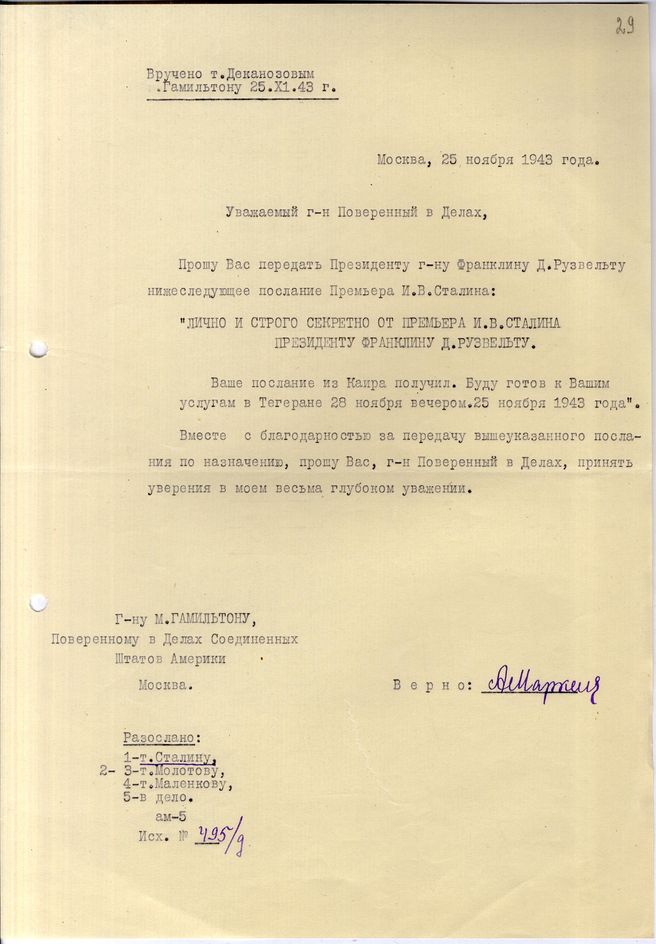 29
Вручено т.Деканозовым
г.Гамильтону 25.XI.43 г.
Москва, 25 ноября 1943 года.
Уважаемый г-н Поверенный в Делах,
Прошу Вас передать Президенту г-ну Франклину Д.Рузвельту
нижеследующее послание Премьера И.В.Сталина:
"ЛИЧНО И СТРОГО СЕКРЕТНО ОТ ПРЕМЬЕРА И.В.СТАЛИНА
ПРЕЗИДЕНТУ ФРАНКЛИНУ Д.РУЗВЕЛЬТУ.
Ваше послание из Каира получил. Буду готов к Вашим
услугам в Тегеране 28 ноября вечером.25 ноября 1943 года".
Вместе с благодарностью за передачу вышеуказанного посла-
ния по назначению, прошу Вас, г-н Поверенный в Делах, принять
уверения в моем весьма глубоком уважении.
Г-ну М.ГАМИЛЬТОНУ,
Поверенному в Делах Соединенных
Штатов Америки
Москва.
Верно:
Разослано:
1-т.Сталину,
2- 3-т.Молотову,
4-т.Маленкову,
5-в дело.
ам-5
Исх. № 495/д